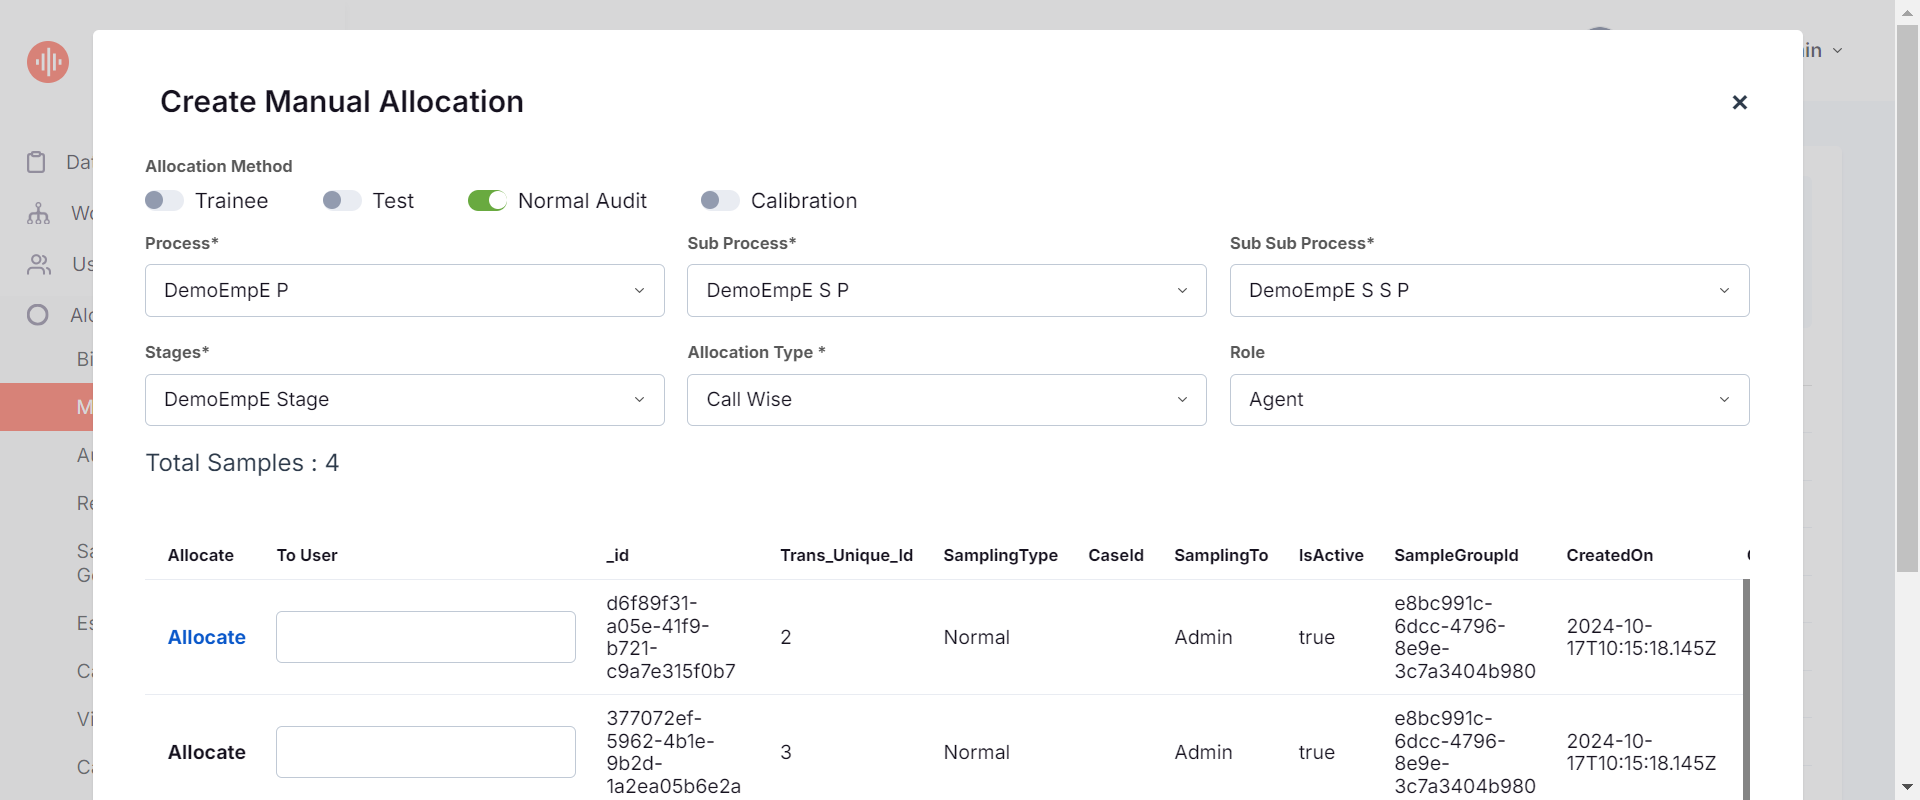 in
Create Manual Allocation
Allocation Method
Trainee Test Normal Audit Calibration
Process* Sub Process* Sub Sub Process*
DemoEmpE P DemoEmpE S P DemoEmpE S S P
Stages* Allocation Type * Role
DemoEmpE Stage Call Wise Agent
Total Samples : 4
Allocate To User _id Trans_Unique_Id SamplingType CaseId SamplingTo IsActive SampleGroupId CreatedOn
d6f89f31- e8bc991c-
a05e-41f9- 6dcc-4796- 2024-10-
Allocate 2 Normal Admin true
b721- 8e9e- 17T10:15:18.145Z
c9a7e315f0b7 3c7a3404b980
377072ef- e8bc991c-
5962-4b1e- 6dcc-4796- 2024-10-
Allocate 3 Normal Admin true
9b2d- 8e9e- 17T10:15:18.145Z
1a2ea05b6e2a 3c7a3404b980
Da
Wo
Us
Alo
Bi
M
Au
Re
Sa
Ge
Es
Ca
Vi
Ca